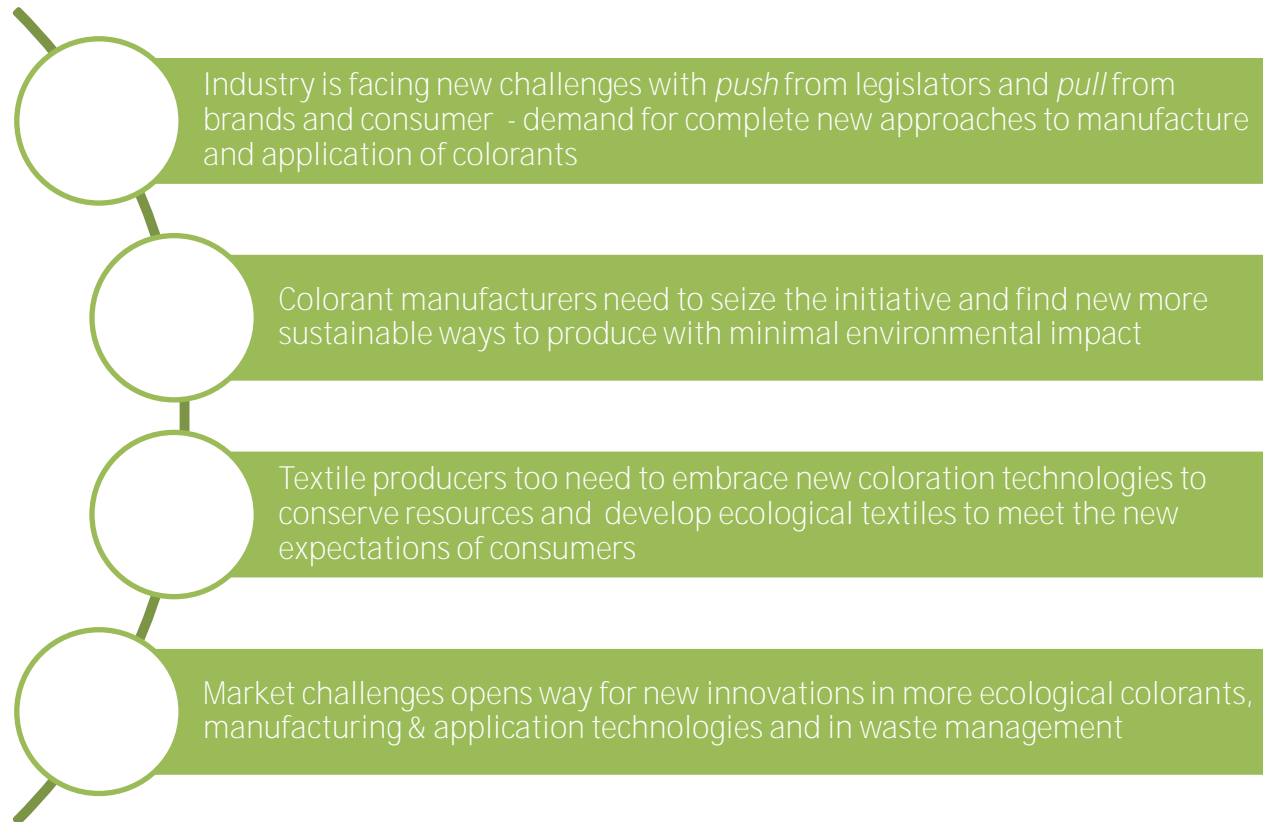 Industry is facing new challenges with push from legislators and pull from
brands and consumer - demand for complete new approaches to manufacture
and application of colorants
Colorant manufacturers need to seize the initiative and find new more
sustainable ways to produce with minimal environmental impact
Textile producers too need to embrace new coloration technologies to
conserve resources and develop ecological textiles to meet the new
expectations of consumers
Market challenges opens way for new innovations in more ecological colorants,
manufacturing & application technologies and in waste management